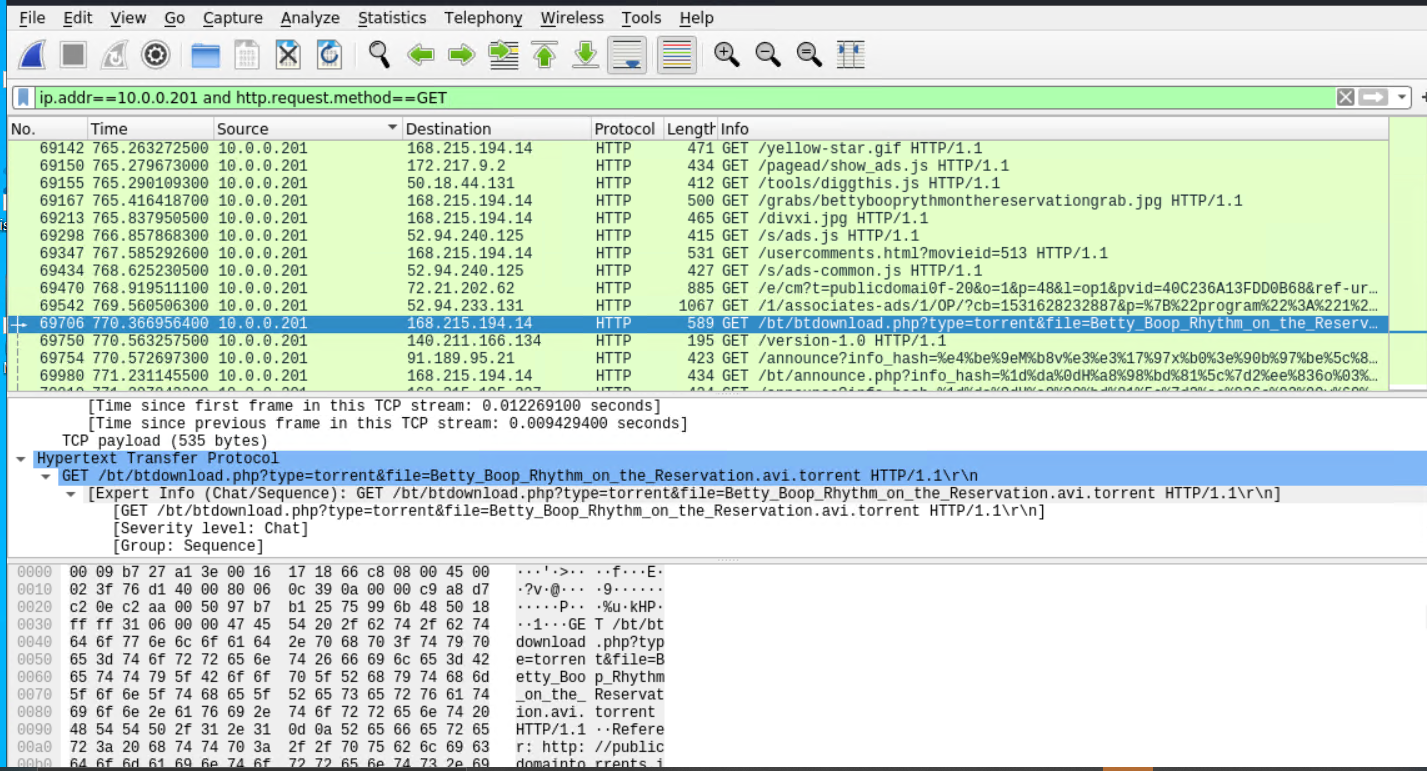 File Edit View Go Capture Analyze Statistics Telephony Wireless Tools Help
ip.addr==10.0.0.201 and http.request.method==GET
No. Time Source Destination Protocol Length Info
69142 765.263272500 10.0.0.201 168.215.194.14 HTTP 471 GET /yellow-star.gif HTTP/1.1
69150 765.279673000 10.0.0.201 172.217.9.2 HTTP 434 GET /pagead/show_ads.js HTTP/1.1
69155 765.290109300 10.0.0.201 50.18.44.131 HTTP 412 GET /tools/diggthis.js HTTP/1.1
69167 765.416418700 10.0.0.201 168.215.194.14 HTTP 500 GET /grabs/bettybooprythmonthereservationgrab.jpg HTTP/1.1
69213 765.837950500 10.0.0.201 168.215.194.14 HTTP 465 GET /divxi.jpg HTTP/1.1
69298 766.857868300 10.0.0.201 52.94.240.125 HTTP 415 GET /s/ads.js HTTP/1.1
69347 767.585292600 10.0.0.201 168.215.194.14 HTTP 531 GET /usercomments.html?movieid=513 HTTP/1.1
69434 768.625230500 10.0.0.201 52.94.240.125 HTTP 427 GET /s/ads-common.js HTTP/1.1
69470 768.919511100 10.0.0.201 72.21.202.62 HTTP 885 GET /e/cm?t=publicdomai0f-20&o=1&p=48&l=op1&pvid=40C236A13FDD0B68&ref-ur…
69542 769.560506300 10.0.0.201 52.94.233.131 HTTP 1067 GET /1/associates-ads/1/OP/?cb=1531628232887&p=%7B%22program%22%3A%221%2…
69706 770.366956400 10.0.0.201 168.215.194.14 HTTP 589 GET /bt/btdownload.php?type=torrent&file=Betty_Boop_Rhythm_on_the_Reserv…
69750 770.563257500 10.0.0.201 140.211.166.134 HTTP 195 GET /version-1.0 HTTP/1.1
69754 770.572697300 10.0.0.201 91.189.95.21 HTTP 423 GET /announce?info_hash=%e4%be%9eM%b8v%e3%e3%17%97x%b0%3e%90b%97%be%5c%8…
69980 771.231145500 10.0.0.201 168.215.194.14 HTTP 434 GET /bt/announce.php?info_hash=%1d%da%0dH%a8%98%bd%81%5c%7d2%ee%836o%03%…
[Time since first frame in this TCP stream: 0.012269100 seconds]
[Time since previous frame in this TCP stream: 0.009429400 seconds]
TCP payload (535 bytes)
Hypertext Transfer Protocol
GET /bt/btdownload.php?type=torrent&file=Betty_Boop_Rhythm_on_the_Reservation.avi.torrent HTTP/1.1\r\n
[Expert Info (Chat/Sequence): GET /bt/btdownload.php?type=torrent&file=Betty_Boop_Rhythm_on_the_Reservation.avi.torrent HTTP/1.1\r\n]
[GET /bt/btdownload.php?type=torrent&file=Betty_Boop_Rhythm_on_the_Reservation.avi.torrent HTTP/1.1\r\n]
[Severity level: Chat]
[Group: Sequence]
0000 00 09 b7 27 a1 3e 00 16 17 18 66 c8 08 00 45 00 ···'·>·· ··f···E·
0010 02 3f 76 d1 40 00 80 06 0c 39 0a 00 00 c9 a8 d7 ·?v·@··· ·9······
0020 c2 0e c2 aa 00 50 97 b7 b1 25 75 99 6b 48 50 18 ·····P·· ·%u·kHP·
0030 ff ff 31 06 00 00 47 45 54 20 2f 62 74 2f 62 74 ··1···GE T /bt/bt
0040 64 6f 77 6e 6c 6f 61 64 2e 70 68 70 3f 74 79 70 download .php?typ
0050 65 3d 74 6f 72 72 65 6e 74 26 66 69 6c 65 3d 42 e=torren t&file=B
0060 65 74 74 79 5f 42 6f 6f 70 5f 52 68 79 74 68 6d etty_Boo p_Rhythm
0070 5f 6f 6e 5f 74 68 65 5f 52 65 73 65 72 76 61 74 _on_the_ Reservat
0080 69 6f 6e 2e 61 76 69 2e 74 6f 72 72 65 6e 74 20 ion.avi. torrent
0090 48 54 54 50 2f 31 2e 31 0d 0a 52 65 66 65 72 65 HTTP/1.1 ··Refere
00a0 72 3a 20 68 74 74 70 3a 2f 2f 70 75 62 6c 69 63 r: http: //public
00b0 64 6f 6d 61 69 6e 74 6f 72 72 65 6e 74 73 2e 69 domainto rrents.i